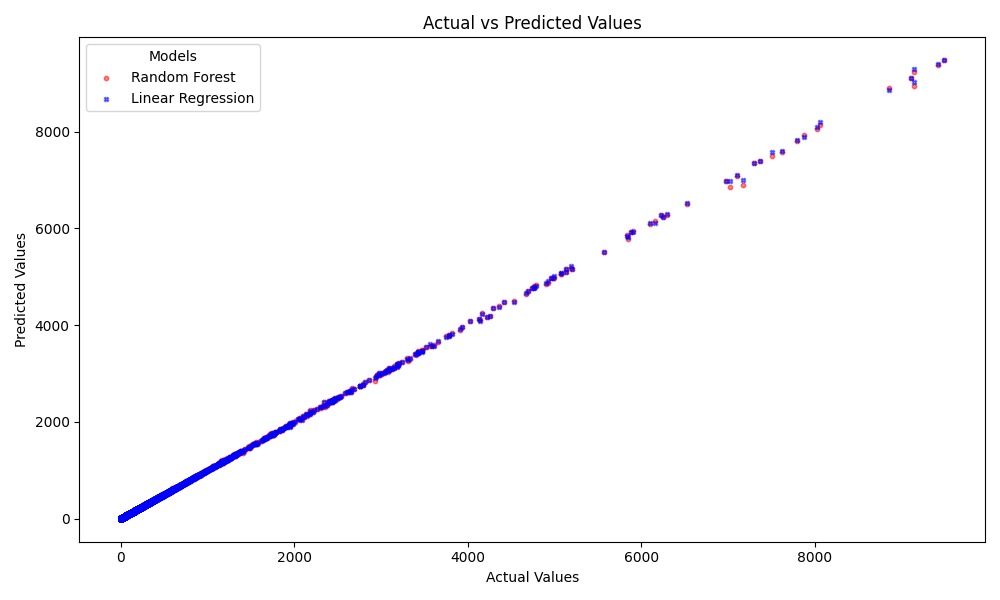 Actual vs Predicted Values
Models
Random Forest
Linear Regression
Predicted Values
8000
6000
4000
2000
0
0 2000 4000 6000 8000
Actual Values